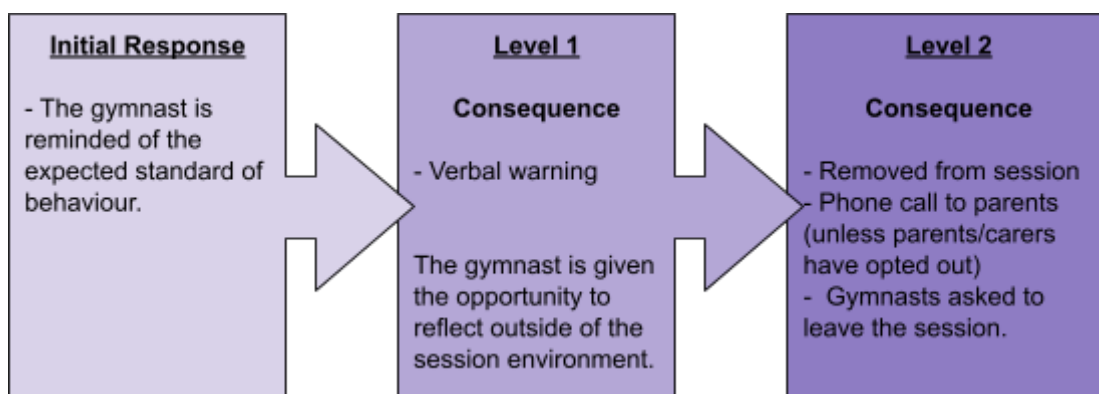 Initial Response
- The gymnast is
reminded of the
expected standard of
behaviour.
Level 1
Consequence
- Verbal warning
The gymnast is given
the opportunity to
reflect outside of the
session environment.
Level 2
Consequence
- Removed from session
- Phone call to parents
(unless parents/carers
have opted out)
-  Gymnasts asked to
leave the session.